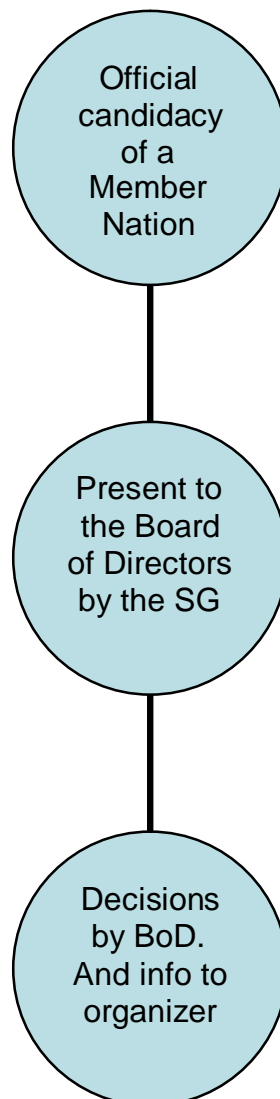 Official
candidacy
of a
Member
Nation
Present to
the Board
of Directors
by the SG
Decisions
by BoD.
And info to
organizer